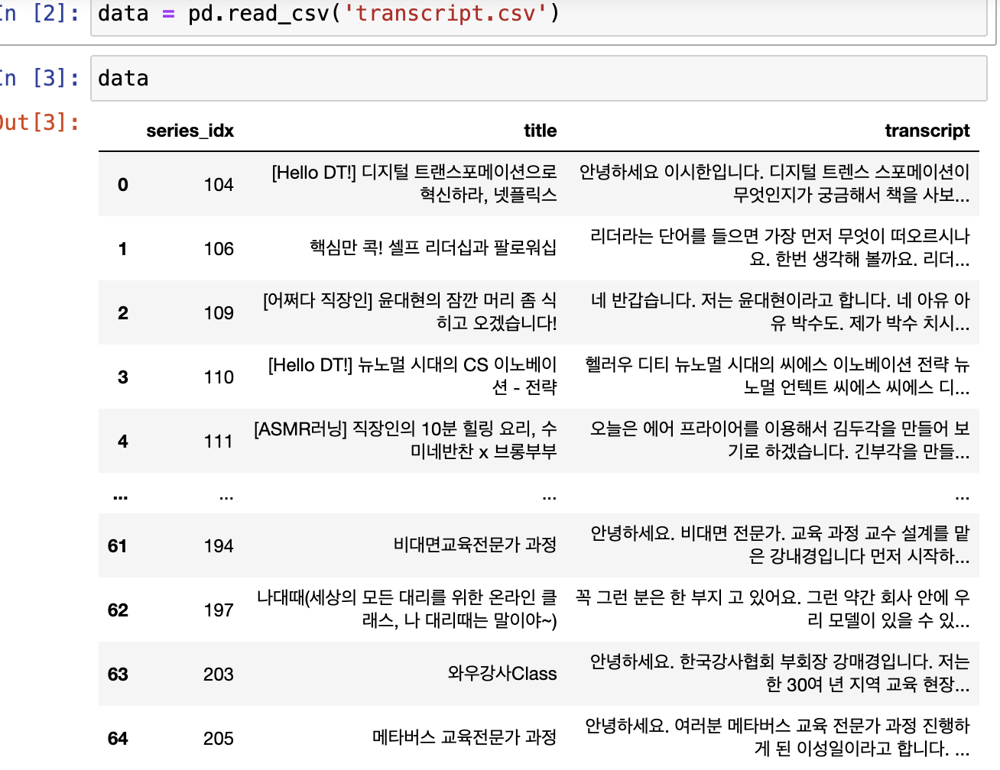 In [2]: data = pd.read_csv('transcript.csv')
In [3]: data
Out[3]:
series_idx title transcript
0 104 [Hello DT!] 디지털 트랜스포메이션으로 혁신하라, 넷플릭스 안녕하세요 이시한입니다. 디지털 트렌스 스포메이션이 무엇인지가 궁금해서 책을 사보...
1 106 핵심만 콕! 셀프 리더십과 팔로워십 리더라는 단어를 들으면 가장 먼저 무엇이 떠오르시나요. 한번 생각해 볼까요. 리더...
2 109 [어쩌다 직장인] 윤대현의 잠깐 머리 좀 식히고 오겠습니다! 네 반갑습니다. 저는 윤대현이라고 합니다. 네 아유 아유 박수도. 제가 박수 치시...
3 110 [Hello DT!] 뉴노멀 시대의 CS 이노베이션 - 전략 헬러우 디티 뉴노멀 시대의 씨에스 이노베이션 전략 뉴노멀 언텍트 씨에스 씨에스 디...
4 111 [ASMR러닝] 직장인의 10분 힐링 요리, 수미네반찬 x 브롱부부 오늘은 에어 프라이어를 이용해서 김두각을 만들어 보기로 하겠습니다. 긴부각을 만들...
... ... ... ...
61 194 비대면교육전문가 과정 안녕하세요. 비대면 전문가. 교육 과정 교수 설계를 맡은 강내경입니다 먼저 시작하...
62 197 나대때(세상의 모든 대리를 위한 온라인 클래스, 나 대리때는 말이야~) 꼭 그런 분은 한 부지 고 있어요. 그런 약간 회사 안에 우리 모델이 있을 수 있...
63 203 와우강사Class 안녕하세요. 한국강사협회 부회장 강매경입니다. 저는 한 30여 년 지역 교육 현장...
64 205 메타버스 교육전문가 과정 안녕하세요. 여러분 메타버스 교육 전문가 과정 진행하게 된 이성일이라고 합니다. ...